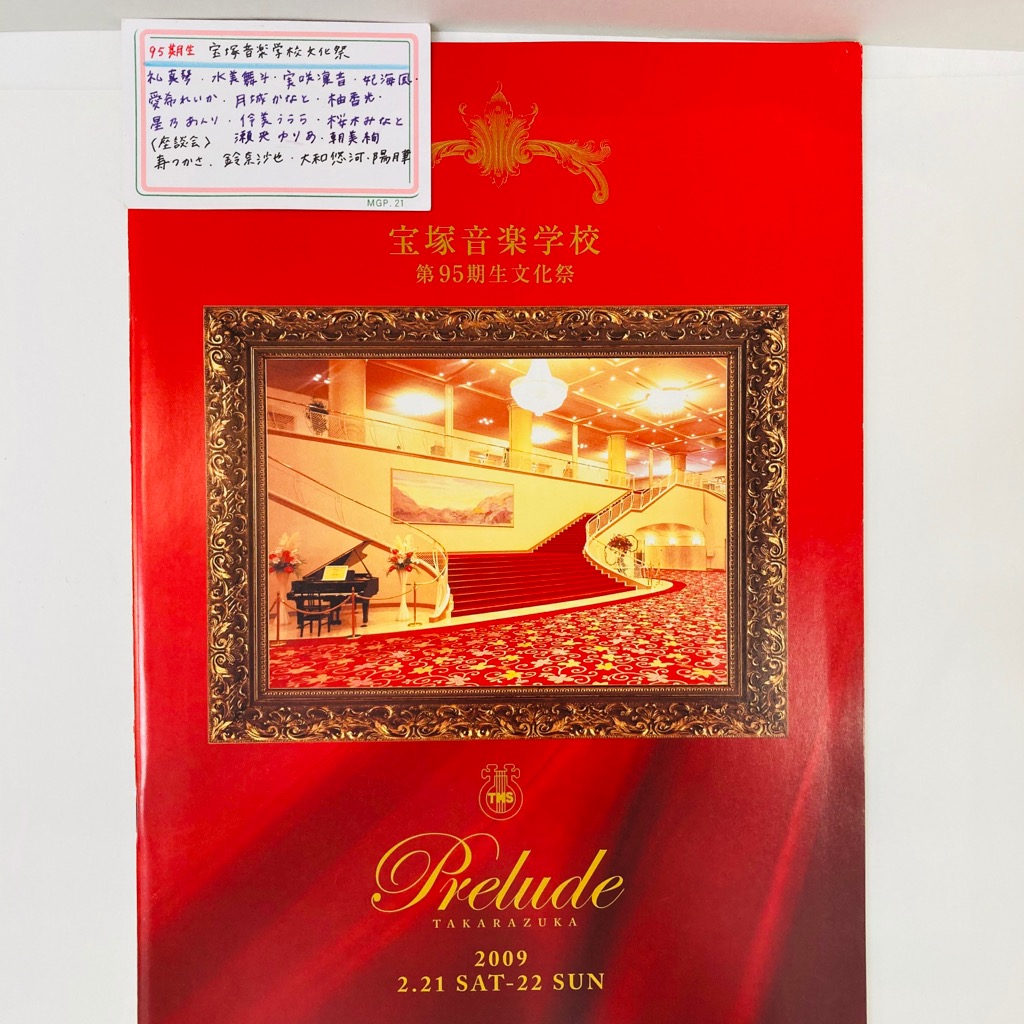 95期生 宝塚音楽学校文化祭
礼真琴・水美舞斗・実咲凜音・妃海風・
愛希れいか・月城かなと・柚香光・
星乃あんり・伶美うらら・桜木みなと
〈座談会〉 瀬央ゆりあ・朝美絢
寿つかさ.鈴奈沙也・大和悠河・陽月華
MGP.21
宝塚音楽学校
第95期生文化祭
TMS
Prelude
TAKARAZUKA
2009
2.21 SAT-22 SUN